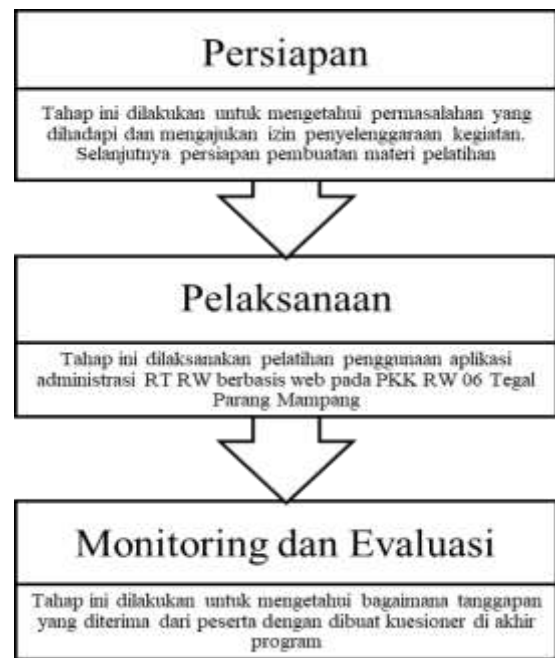 Persiapan
Tahap ini dilakukan untuk mengetahui permasalahan yang
dihadapi dan mengajukan izin penyelenggaraan kegiatan.
Selanjutnya persiapan pembuatan materi pelatihan
Pelaksanaan
Tahap ini dilaksanakan pelatihan penggunaan aplikasi
administrasi RT RW berbasis web pada PKK RW 06 Tegal
Parang Mampang
Monitoring dan Evaluasi
Tahap ini dilakukan untuk mengetahui bagaimana tanggapan
yang diterima dari peserta dengan dibuat kuesioner di akhir
program